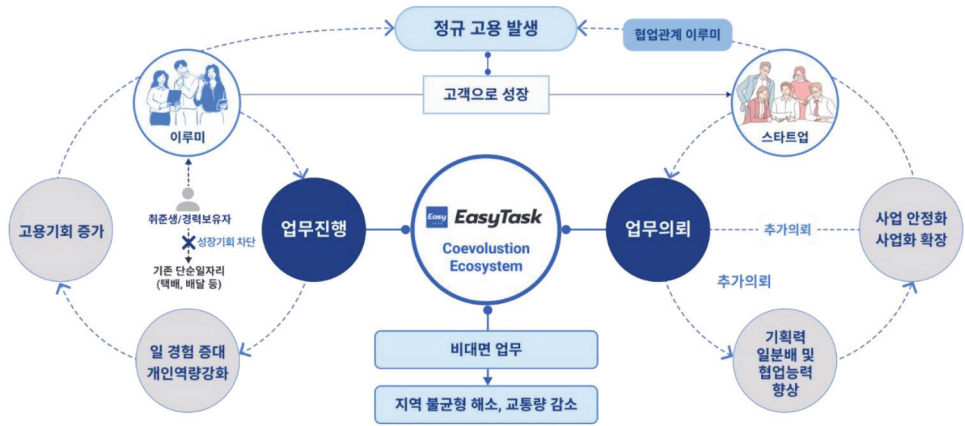 정규 고용 발생
협업관계 이루미
고객으로 성장
이루미
스타트업
취준생/경력보유자
성장기회 차단
기존 단순일자리
(택배, 배달 등)
고용기회 증가
업무진행
Easy
EasyTask
Coevolustion
Ecosystem
업무의뢰
추가의뢰
사업 안정화
사업화 확장
추가의뢰
일 경험 증대
개인역량강화
비대면 업무
기획력
일분배 및
협업능력
향상
지역 불균형 해소, 교통량 감소